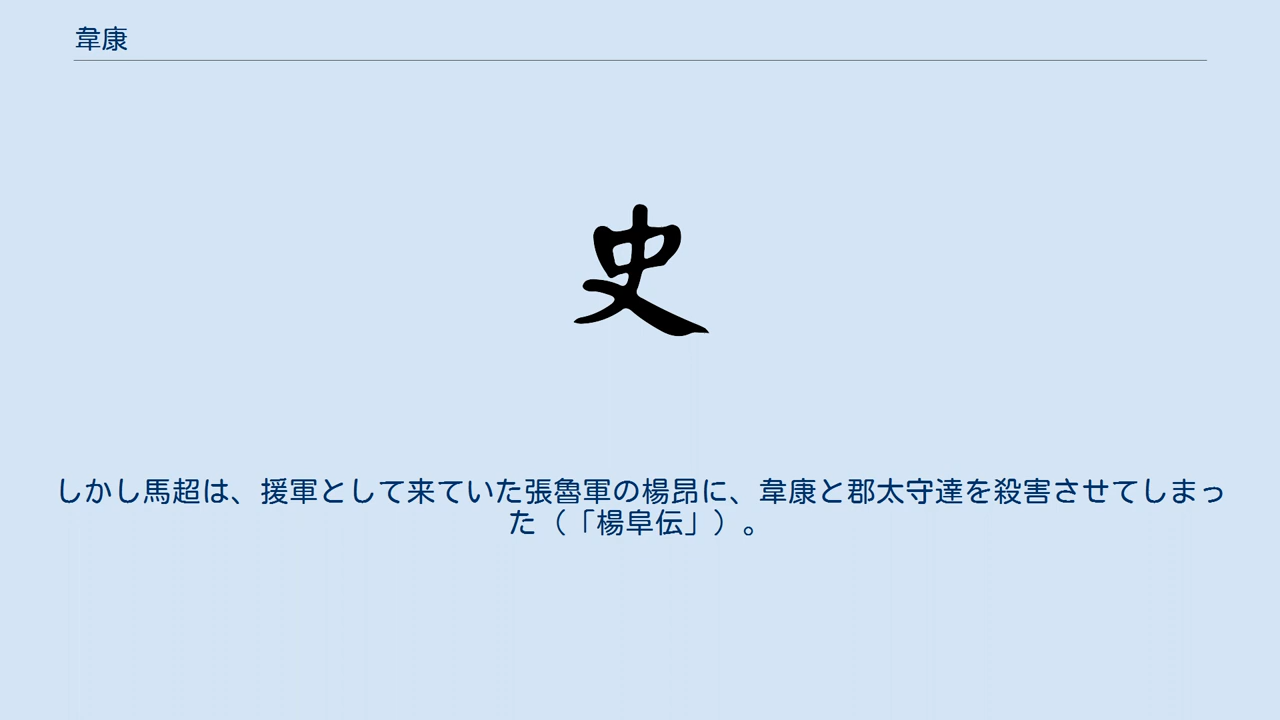 韋康
史
しかし馬超は、援軍として来ていた張魯軍の楊昂に、韋康と郡太守達を殺害させてしまっ
た（「楊阜伝」）。